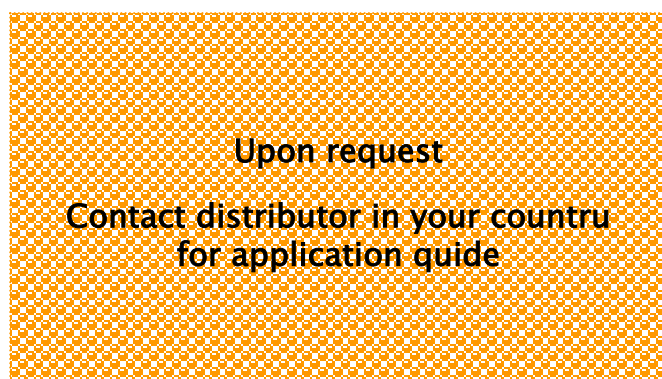 Upon request
Contact distributor in your countru
for application quide